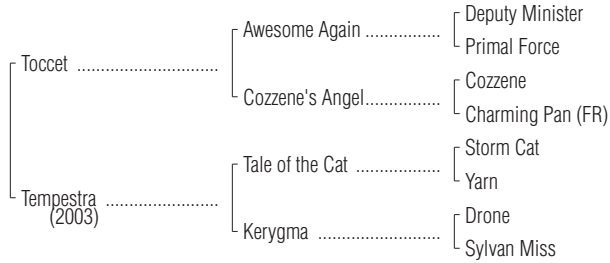 Deputy Minister
Awesome Again ..................
Primal Force
Toccet ............................
Cozzene
Cozzene's Angel..................
Charming Pan (FR)
Storm Cat
Tale of the Cat ..................
Yarn
Tempestra ......................
(2003)
Drone
Kerygma ..........................
Sylvan Miss